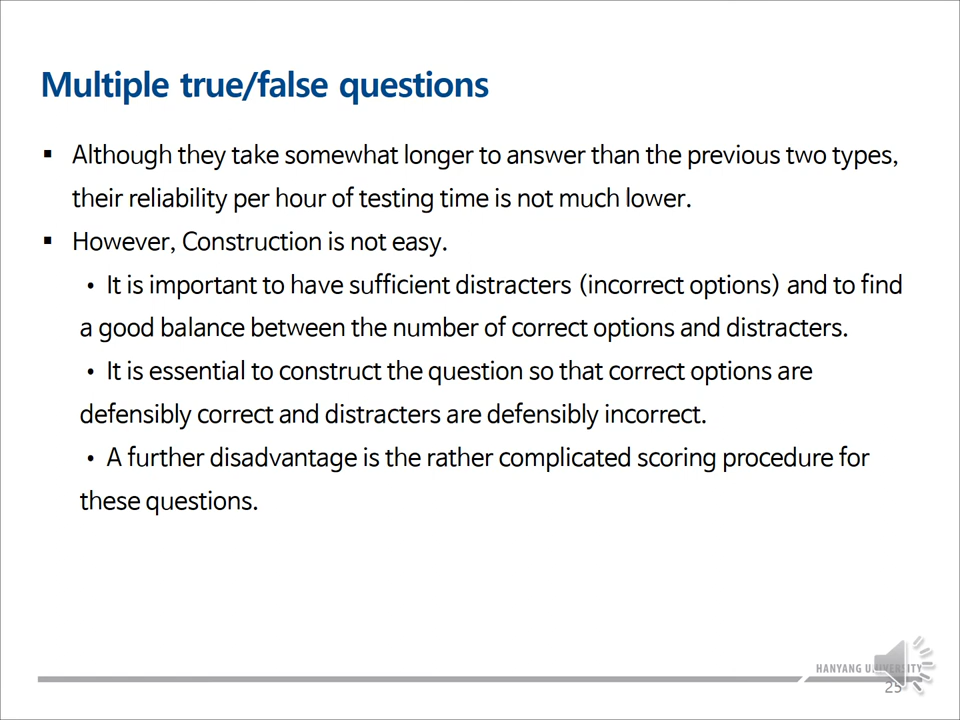 Multiple true/false questions
▪ Although they take somewhat longer to answer than the previous two types,
their reliability per hour of testing time is not much lower.
▪ However, Construction is not easy.
• It is important to have sufficient distracters (incorrect options) and to find
a good balance between the number of correct options and distracters.
• It is essential to construct the question so that correct options are
defensibly correct and distracters are defensibly incorrect.
• A further disadvantage is the rather complicated scoring procedure for
these questions.
HANYANG UNIVERSITY
25